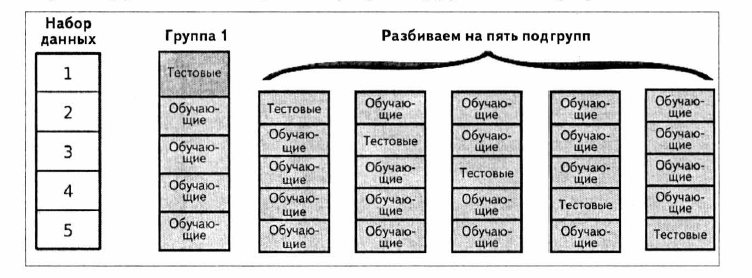 Набор
данных
Группа 1
Разбиваем на пять подгрупп
1
2
3
4
5
Тестовые
Обучаю-
щие
Обучаю-
щие
Обучаю-
щие
Обучаю-
щие
Тестовые
Обучаю-
щие
Обучаю-
щие
Обучаю-
щие
Обучаю-
щие
Обучаю-
щие
Тестовые
Обучаю-
щие
Обучаю-
щие
Обучаю-
щие
Обучаю-
щие
Обучаю-
щие
Тестовые
Обучаю-
щие
Обучаю-
щие
Обучаю-
щие
Обучаю-
щие
Обучаю-
щие
Тестовые
Обучаю-
щие
Обучаю-
щие
Обучаю-
щие
Обучаю-
щие
Обучаю-
щие
Тестовые